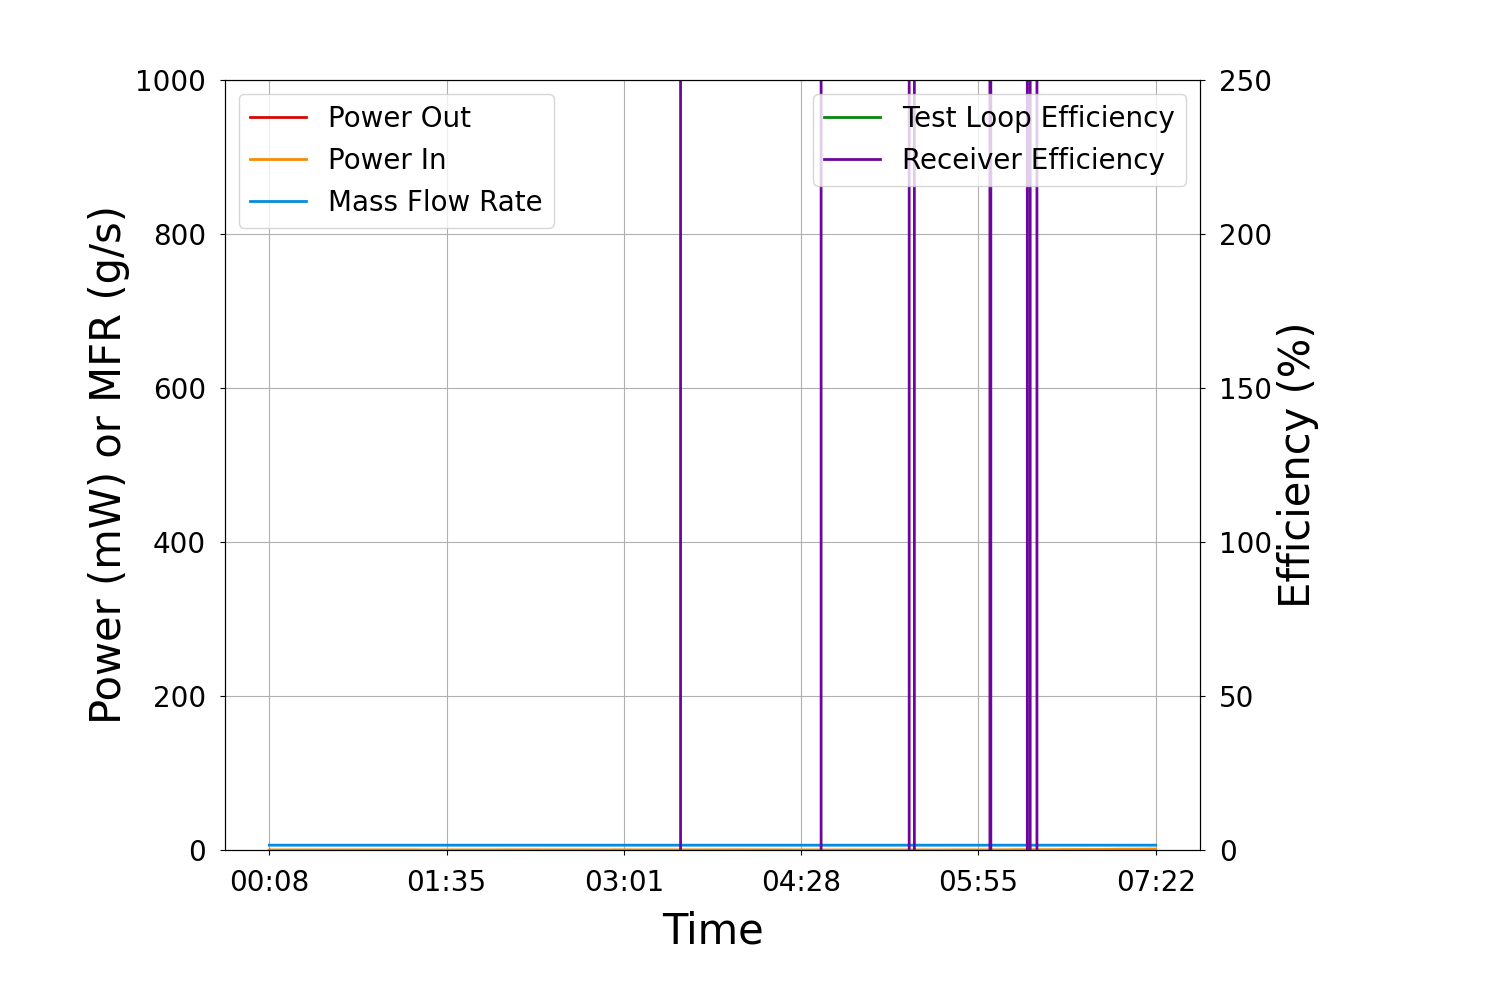 Power Out
Power In
Mass Flow Rate
Test Loop Efficiency
Receiver Efficiency
Power (mW) or MFR (g/s)
1000
800
600
400
200
0
Efficiency (%)
250
200
150
100
50
0
00:08 01:35 03:01 04:28 05:55 07:22
Time